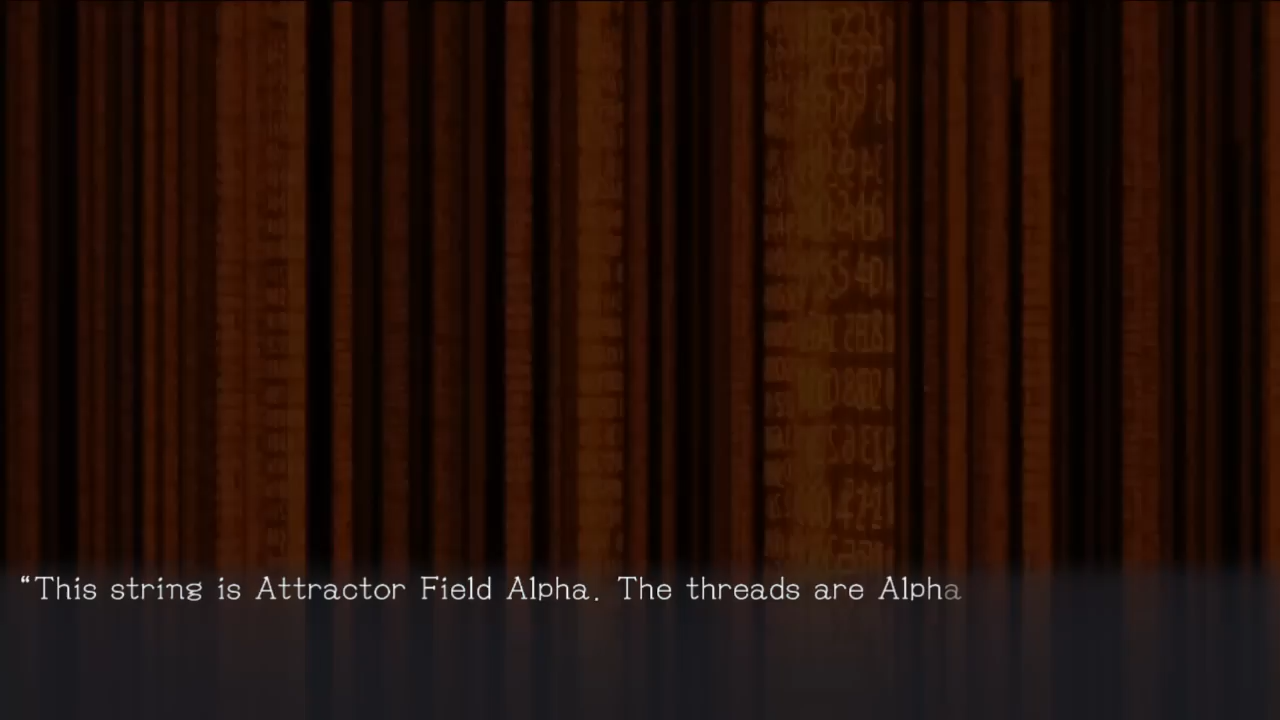 “This string is Attractor Field Alpha. The threads are Alpha